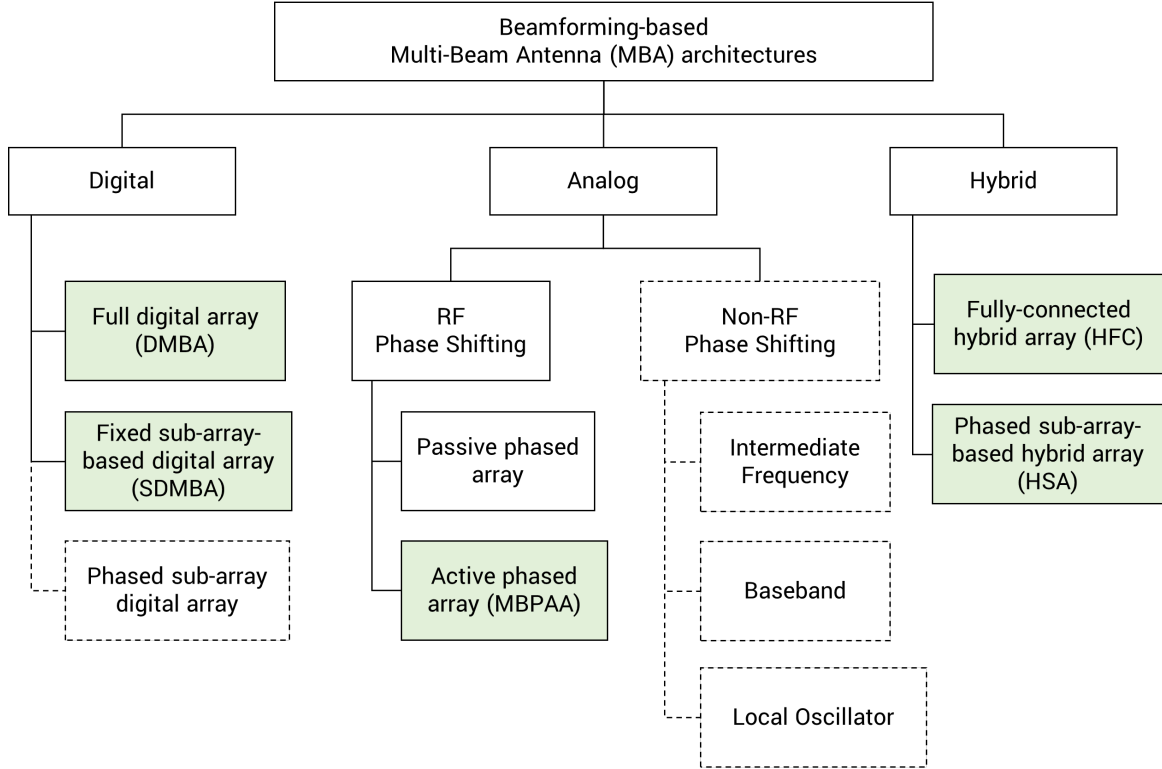 Beamforming-based
Multi-Beam Antenna (MBA) architectures
Digital
Analog
Hybrid
Full digital array
(DMBA)
Fixed sub-array-
based digital array
(SDMBA)
Phased sub-array
digital array
RF
Phase Shifting
Passive phased
array
Active phased
array (MBPAA)
Non-RF
Phase Shifting
Intermediate
Frequency
Baseband
Local Oscillator
Fully-connected
hybrid array (HFC)
Phased sub-array-
based hybrid array
(HSA)